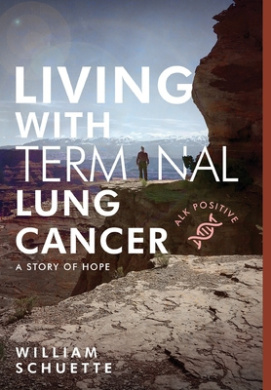 LIVING
WITH
TERMINAL
LUNG
CANCER
ALK POSITIVE
A STORY OF HOPE
WILLIAM
SCHUETTE